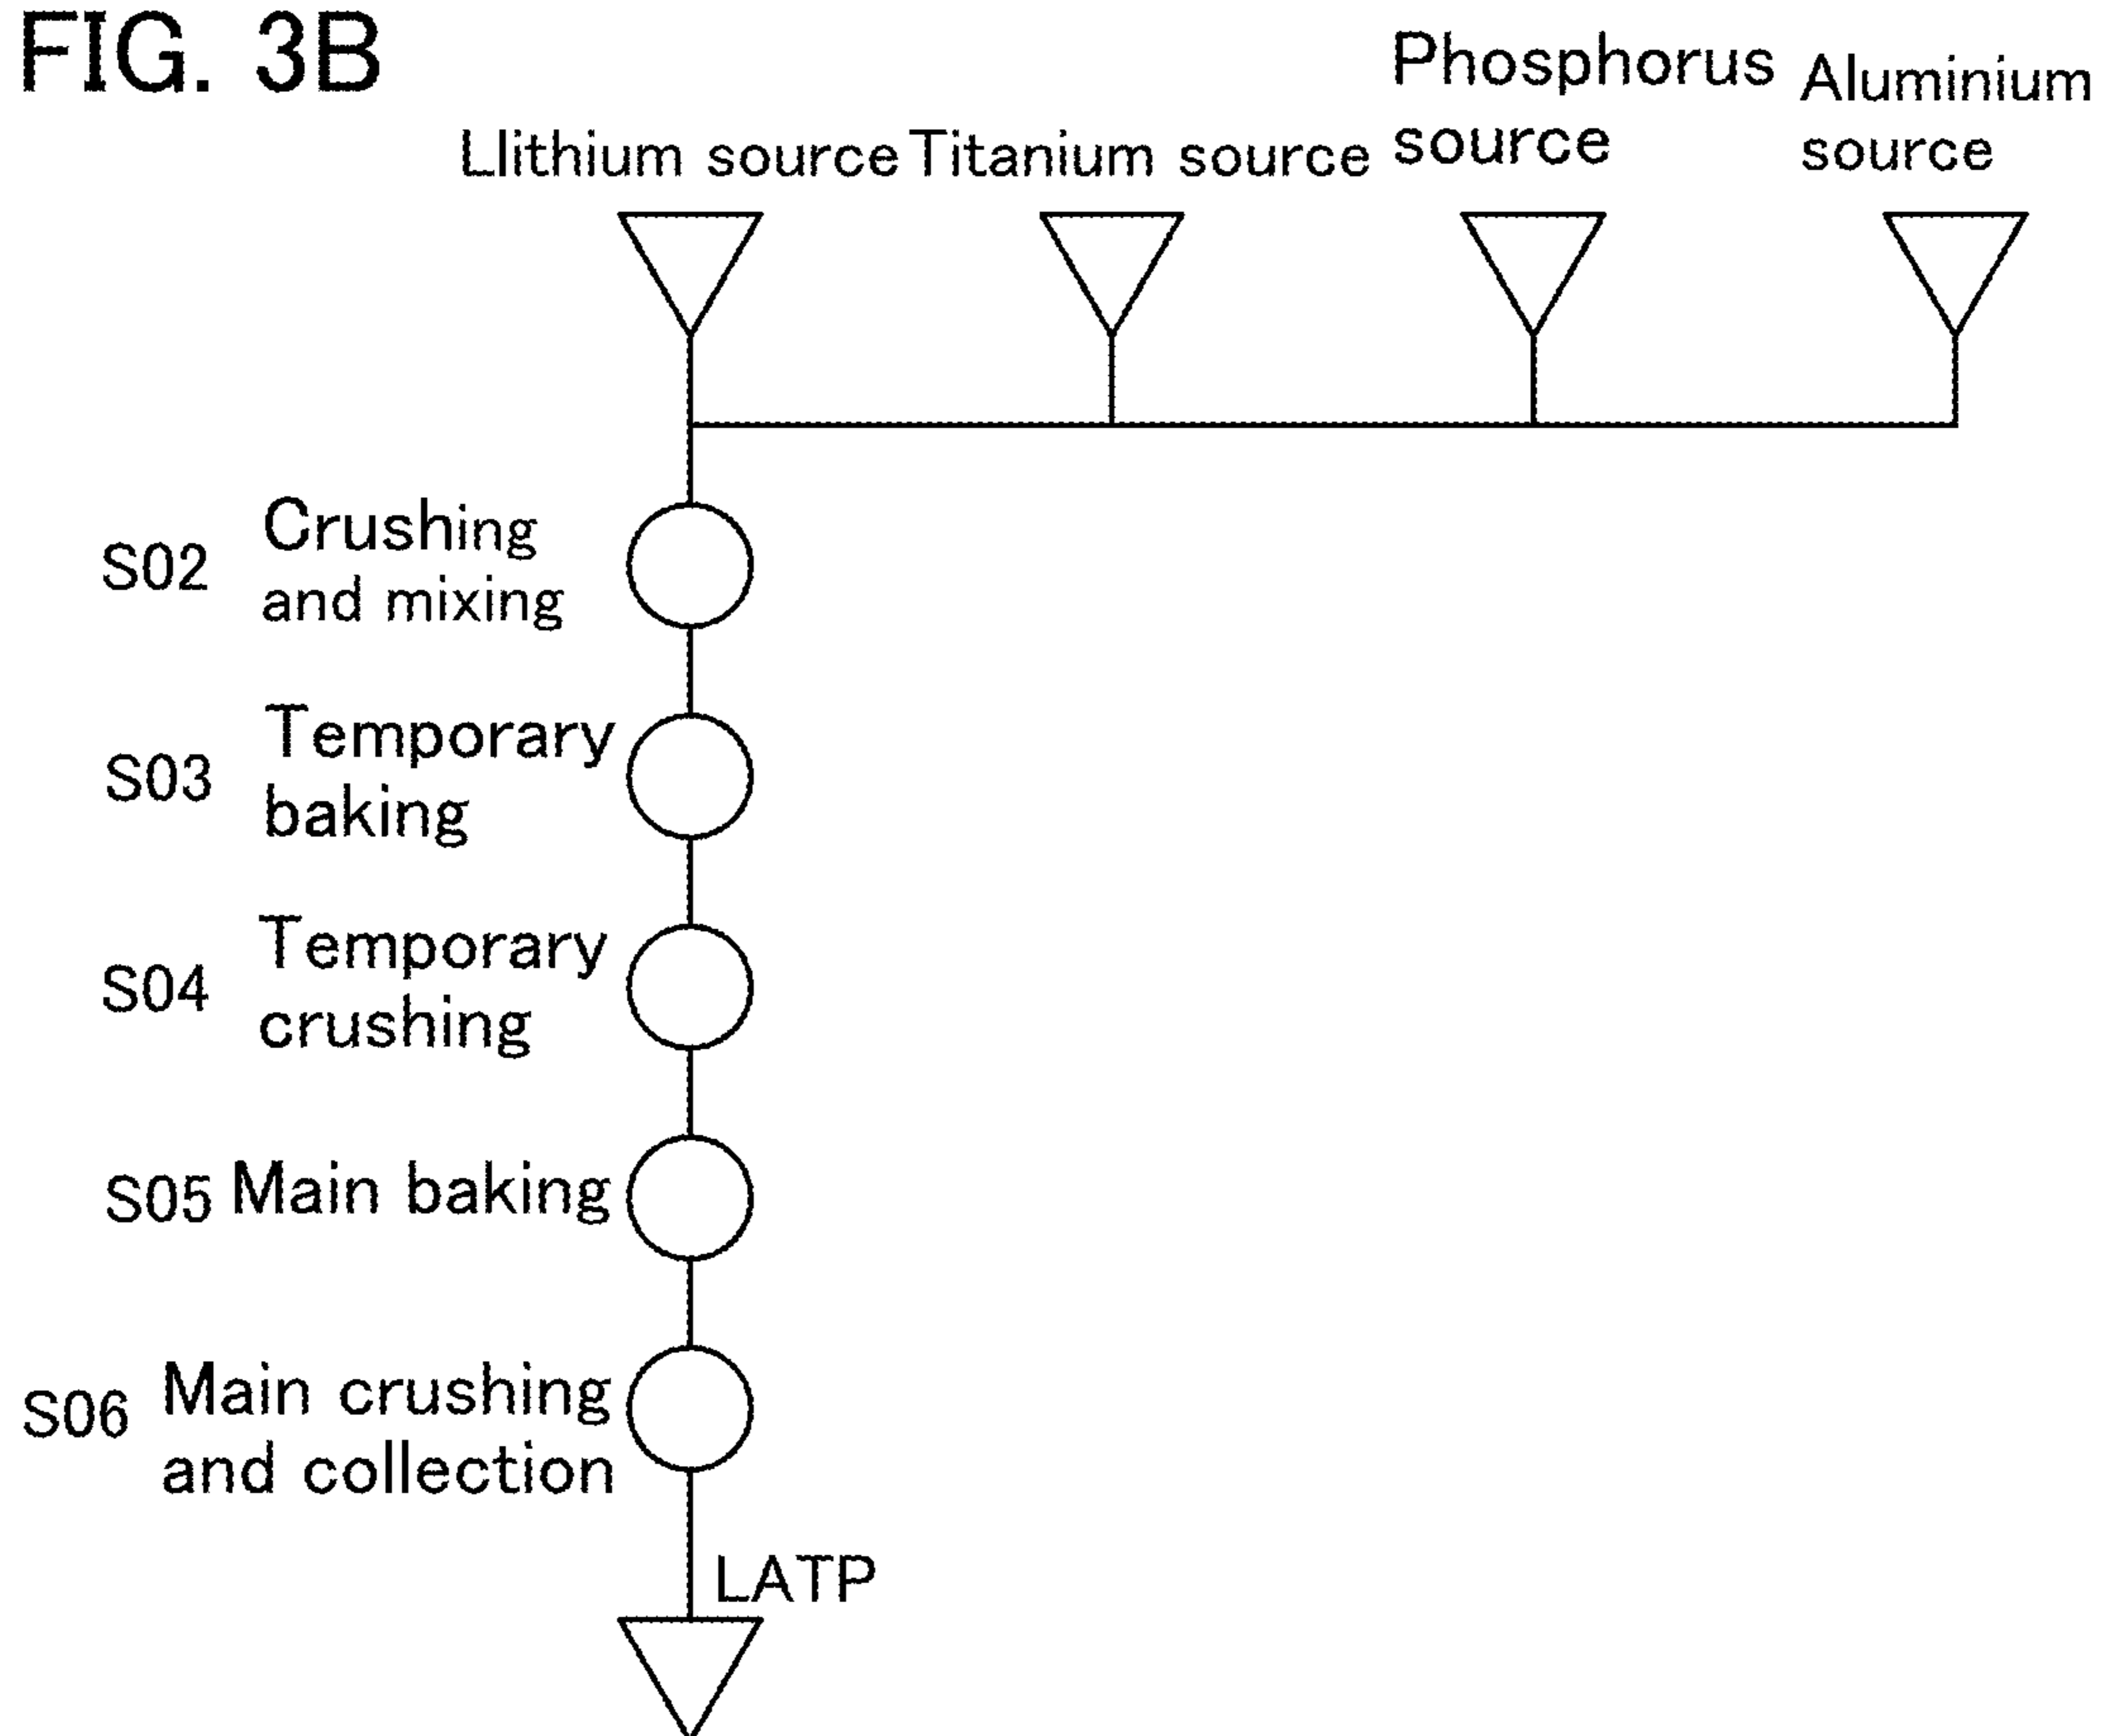 FIG. 3B
Llithium source
Titanium source
Phosphorus
source
Aluminium
source
S02
Crushing
and mixing
S03
Temporary
baking
S04
Temporary
crushing
S05
Main baking
S06
Main crushing
and collection
LATP